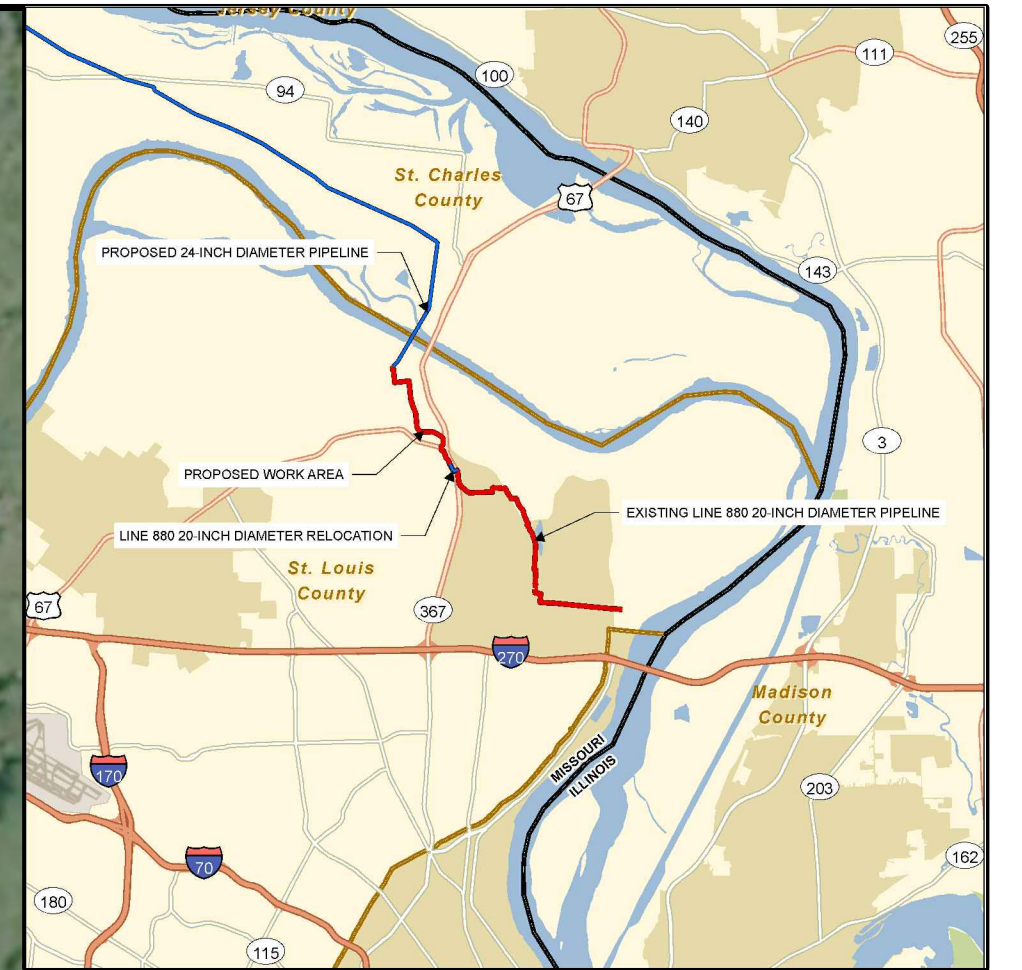 Jersey County
255
111
100
94
140
St. Charles
County
67
PROPOSED 24-INCH DIAMETER PIPELINE
143
3
PROPOSED WORK AREA
EXISTING LINE 880 20-INCH DIAMETER PIPELINE
LINE 880 20-INCH DIAMETER RELOCATION
St. Louis
County
67
367
270
Madison
County
MISSOURI
ILLINOIS
170
203
70
162
180
115